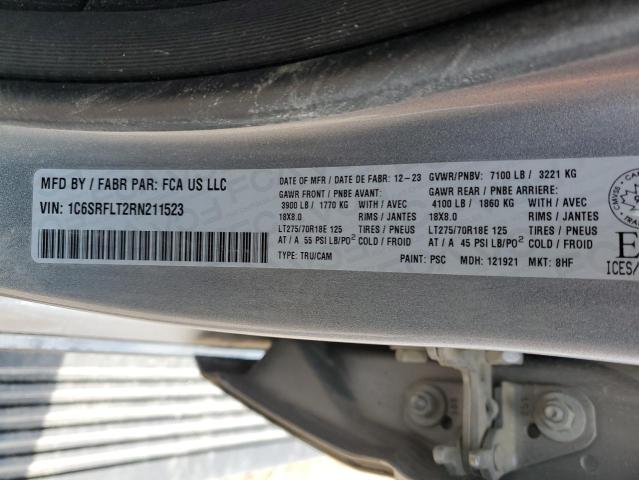 MFD BY / FABR PAR: FCA US LLC
VIN: 1C6SRFLT2RN211523
DATE OF MFR / DATE DE FABR: 12-23 GVWR/PNBV: 7100 LB / 3221 KG
GAWR FRONT / PNBE AVANT: GAWR REAR / PNBE ARRIERE:
3900 LB / 1770 KG WITH / AVEC 4100 LB / 1860 KG WITH / AVEC
18X8.0 RIMS / JANTES 18X8.0 RIMS / JANTES
LT275/70R18E 125 TIRES / PNEUS LT275/70R18E 125 TIRES / PNEUS
AT / A 55 PSI LB/PO² COLD / FROID AT / A 45 PSI LB/PO² COLD / FROID
TYPE: TRU/CAM PAINT: PSC MDH: 121921 MKT: 8HF
ICES/